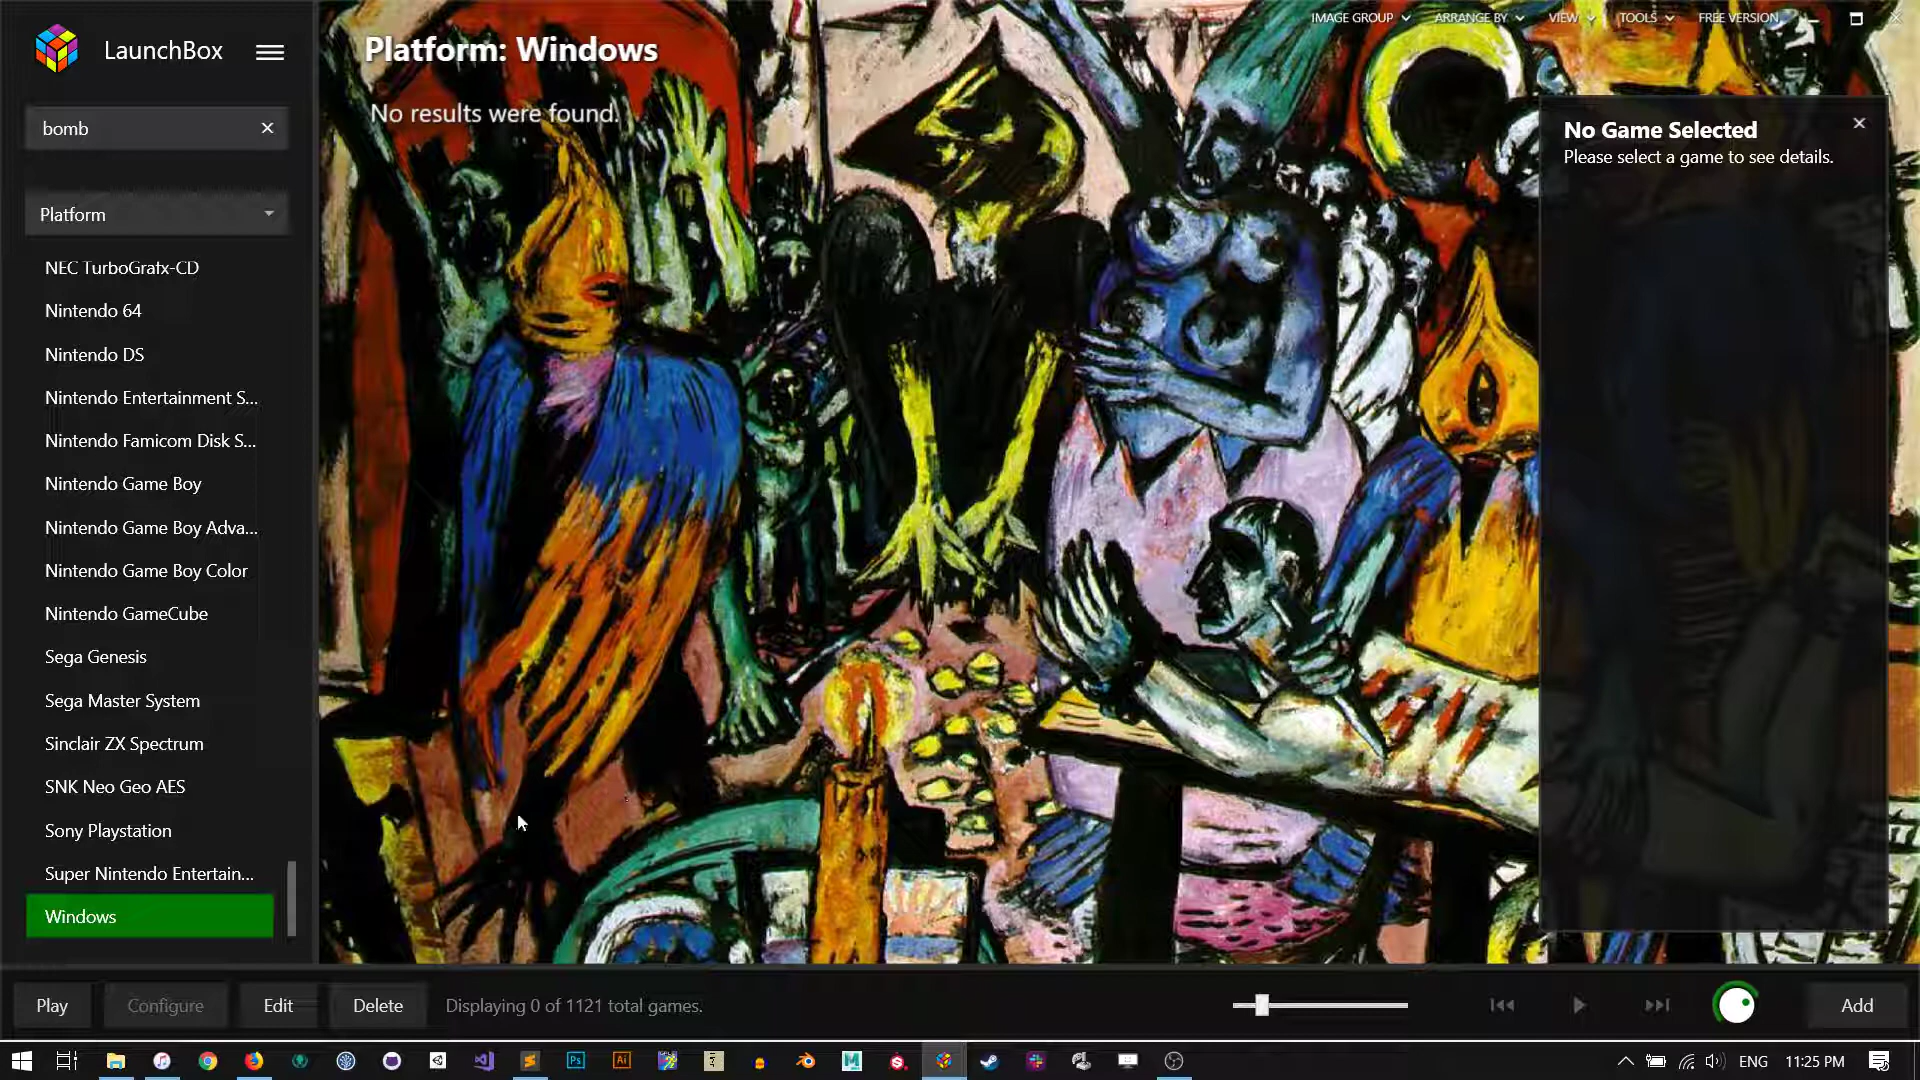 LaunchBox
IMAGE GROUP
ARRANGE BY
VIEW
TOOLS
FREE VERSION
Platform: Windows
No results were found.
bomb
Platform
NEC TurboGrafx-CD
Nintendo 64
Nintendo DS
Nintendo Entertainment S...
Nintendo Famicom Disk S...
Nintendo Game Boy
Nintendo Game Boy Adva...
Nintendo Game Boy Color
Nintendo GameCube
Sega Genesis
Sega Master System
Sinclair ZX Spectrum
SNK Neo Geo AES
Sony Playstation
Super Nintendo Entertain...
Windows
No Game Selected
Please select a game to see details.
Play
Configure
Edit
Delete
Displaying 0 of 1121 total games.
Add
Ps
Ai
ENG
11:25 PM